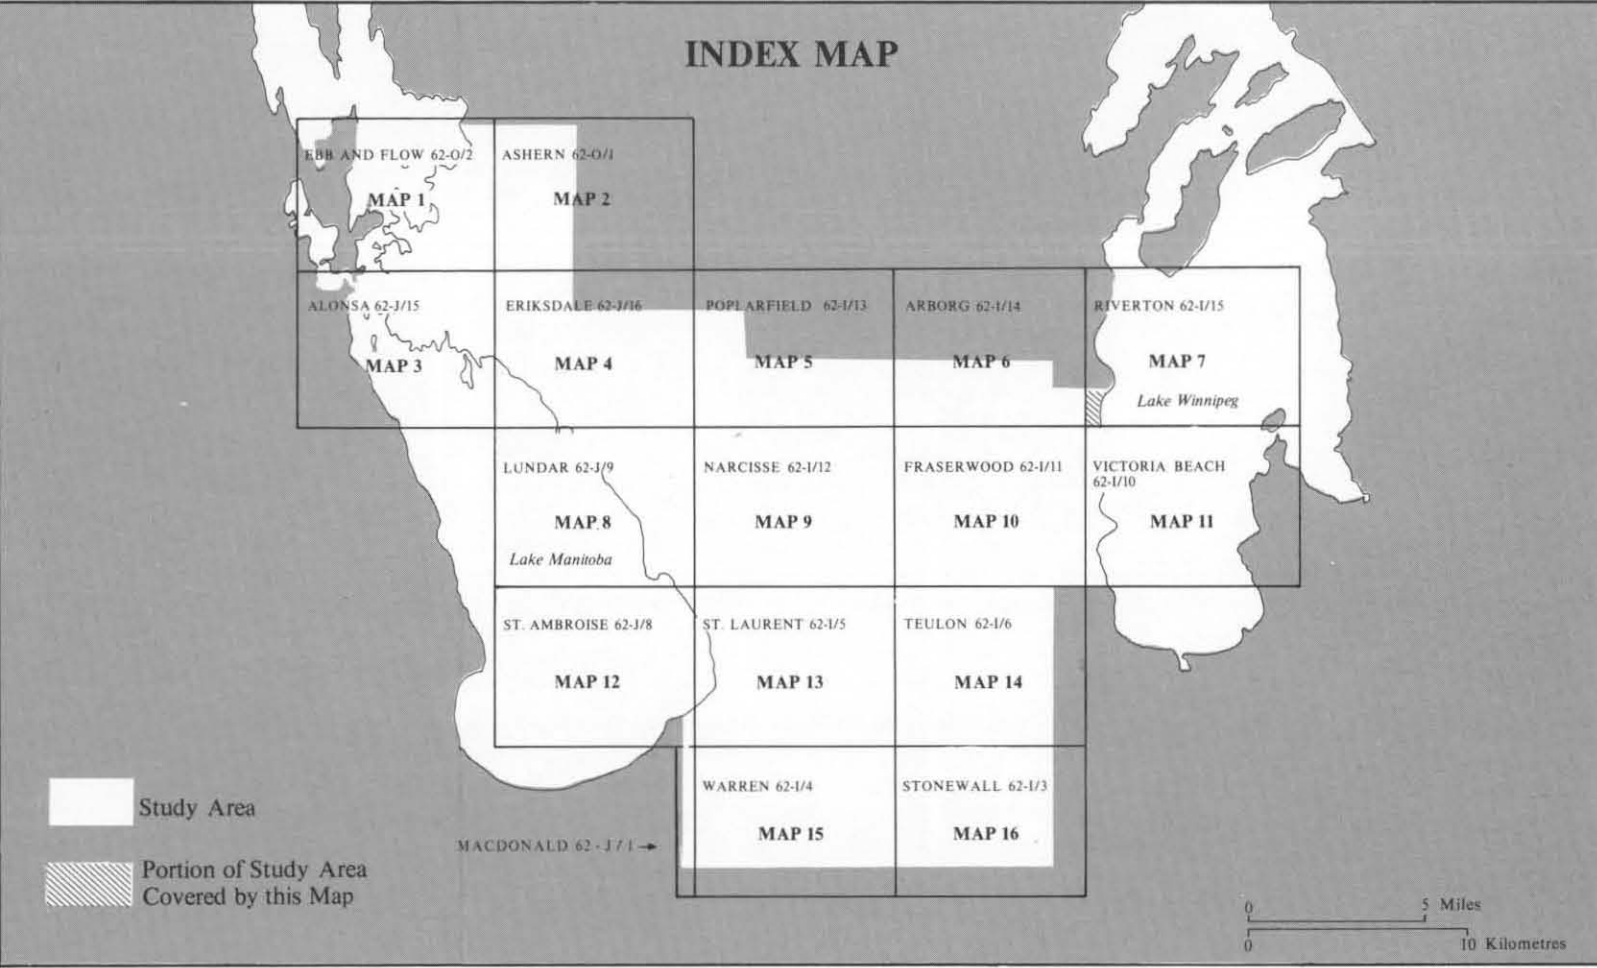 INDEX MAP
EBB AND FLOW 62-O/2
MAP 1
ASHERN 62-O/1
MAP 2
ALONSA 62-J/15
MAP 3
ERIKSDALE 62-J/16
MAP 4
POPLARFIELD 62-I/13
MAP 5
ARBORG 62-I/14
MAP 6
RIVERTON 62-I/15
MAP 7
Lake Winnipeg
LUNDAR 62-J/9
MAP 8
Lake Manitoba
NARCISSE 62-I/12
MAP 9
FRASERWOOD 62-I/11
MAP 10
VICTORIA BEACH
62-I/10
MAP 11
ST. AMBROISE 62-J/8
MAP 12
ST. LAURENT 62-I/5
MAP 13
TEULON 62-I/6
MAP 14
WARREN 62-I/4
MAP 15
STONEWALL 62-I/3
MAP 16
MACDONALD 62-J/1
Study Area
Portion of Study Area
Covered by this Map
0 5 Miles
0 10 Kilometres